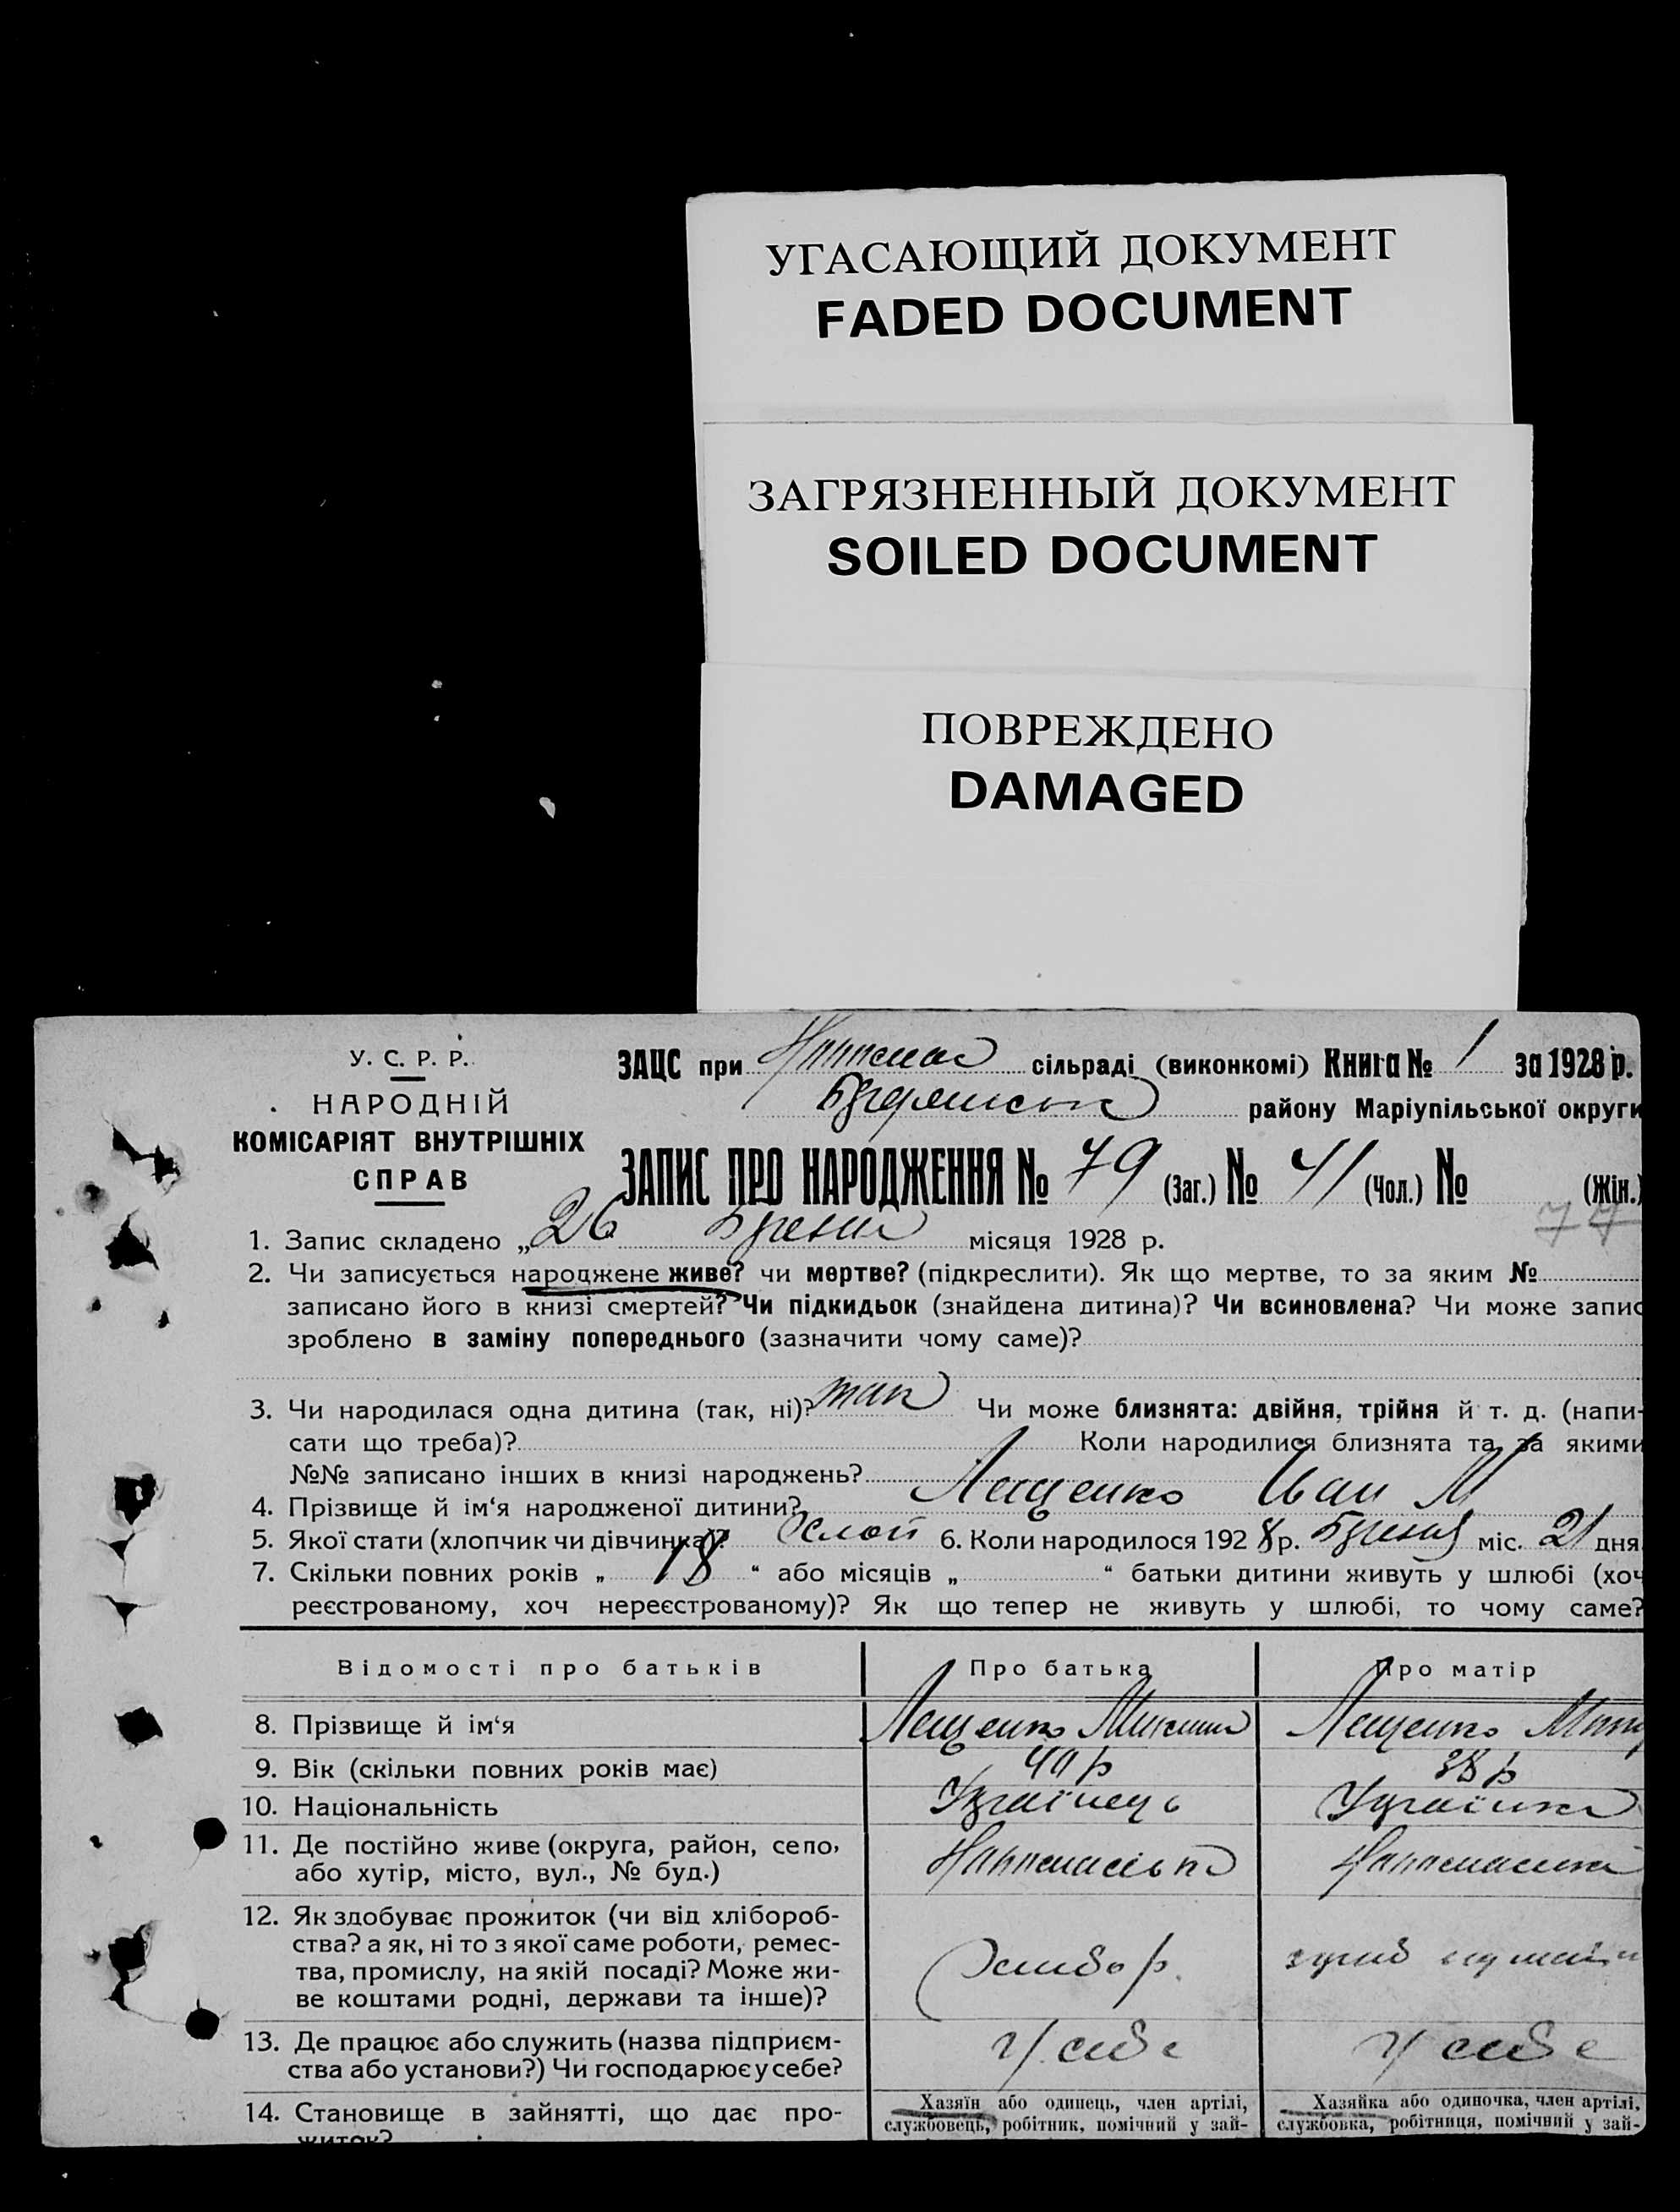 УГАСАЮЩИЙ ДОКУМЕНТ
FADED DOCUMENT
ЗАГРЯЗНЕННЫЙ ДОКУМЕНТ
SOILED DOCUMENT
ПОВРЕЖДЕНО
DAMAGED
У. С. Р. Р.
НАРОДНІЙ
КОМІСАРІЯТ ВНУТРІШНІХ
СПРАВ
ЗАЦС при сільраді (виконкомі) Книга № 1 за 1928 р.
району Маріупільської округи
ЗАПИС ПРО НАРОДЖЕННЯ № 79 (Заг.) № 41 (Чол.) № (Жін.)
77
1. Запис складено „26 місяця 1928 р.
2. Чи записується народжене живе? чи мертве? (підкреслити). Як що мертве, то за яким №
записано його в книзі смертей? Чи підкидьок (знайдена дитина)? Чи всиновлена? Чи може запис
зроблено в заміну попереднього (зазначити чому саме)?
3. Чи народилася одна дитина (так, ні)? так Чи може близнята: двійня, трійня й т. д. (напи-
сати що треба)? Коли народилися близнята та за якими
№№ записано інших в книзі народжень?
4. Прізвище й ім‘я народженої дитини? Лещенко Иван М
5. Якої стати (хлопчик чи дівчинка)? 6. Коли народилося 1928 р. міс. 21 дня.
7. Скільки повних років „ 18 “ або місяців „ “ батьки дитини живуть у шлюбі (хоч
реєстрованому, хоч нереєстрованому)? Як що тепер не живуть у шлюбі, то чому саме?
Відомості про батьків Про батька Про матір
8. Прізвище й ім‘я Лещенко Лещенко
9. Вік (скільки повних років має) 40 р 38 р
10. Національність Українець Українка
11. Де постійно живе (округа, район, село,
або хутір, місто, вул., № буд.)
12. Як здобуває прожиток (чи від хлібороб-
ства? а як, ні то з якої саме роботи, ремес-
тва, промислу, на якій посаді? Може жи-
ве коштами родні, держави та інше)?
13. Де працює або служить (назва підприєм-
ства або установи?) Чи господарює у себе?
У себе У себе
14. Становище в зайнятті, що дає про-
житок?
Хазяїн або одинець, член артілі,
службовець, робітник, помічний у зай-
Хазяйка або одиночка, член артілі,
службовка, робітниця, помічний у зай-